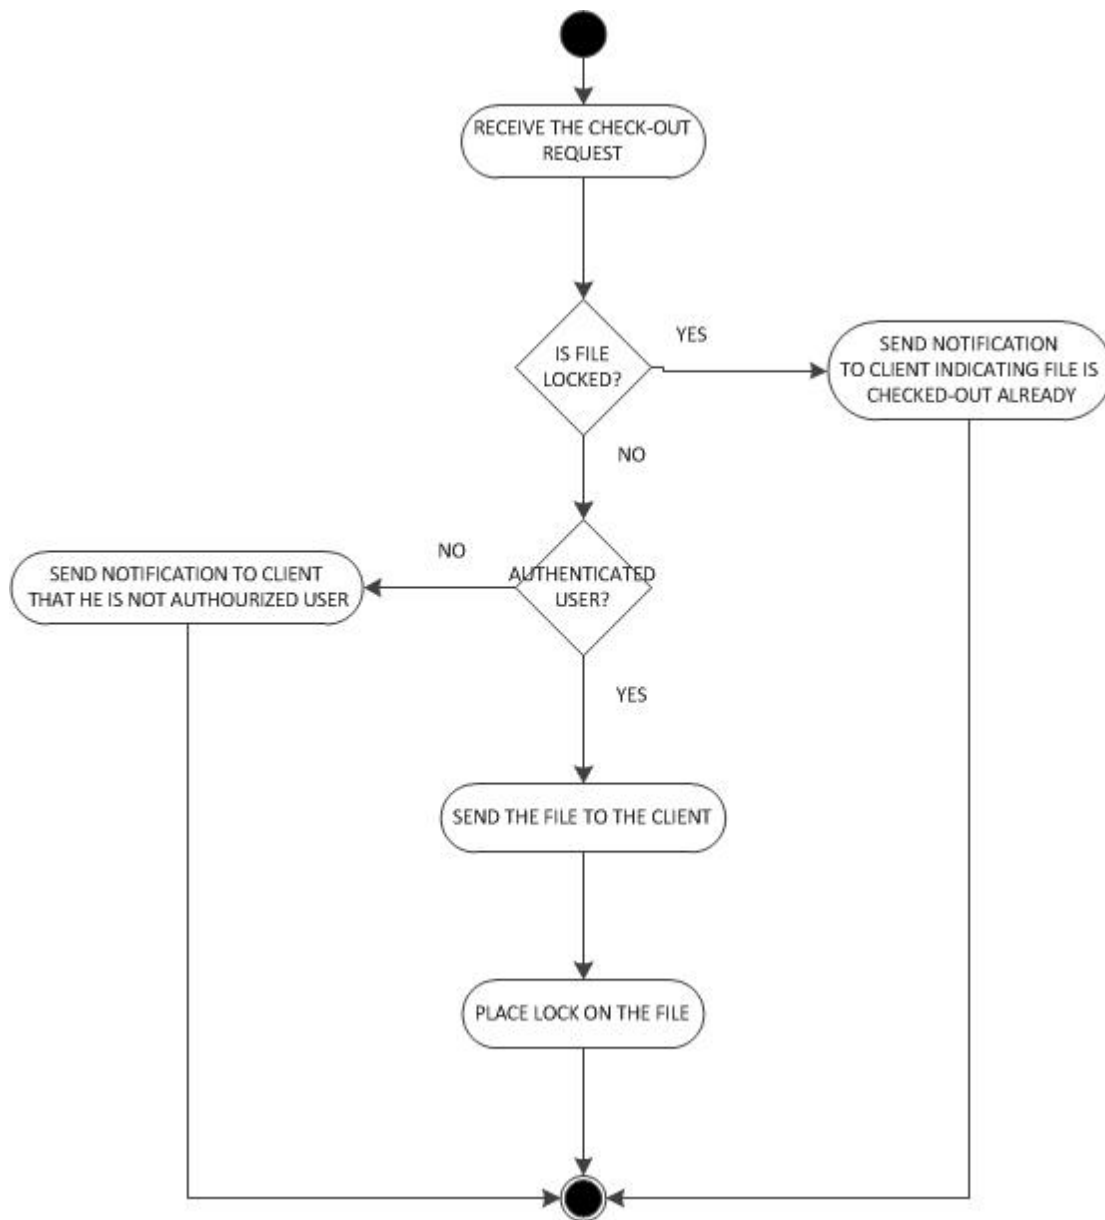 RECEIVE THE CHECK-OUT
REQUEST
IS FILE
LOCKED?
YES
SEND NOTIFICATION
TO CLIENT INDICATING FILE IS
CHECKED-OUT ALREADY
NO
AUTHENTICATED
USER?
NO
SEND NOTIFICATION TO CLIENT
THAT HE IS NOT AUTHOURIZED USER
YES
SEND THE FILE TO THE CLIENT
PLACE LOCK ON THE FILE